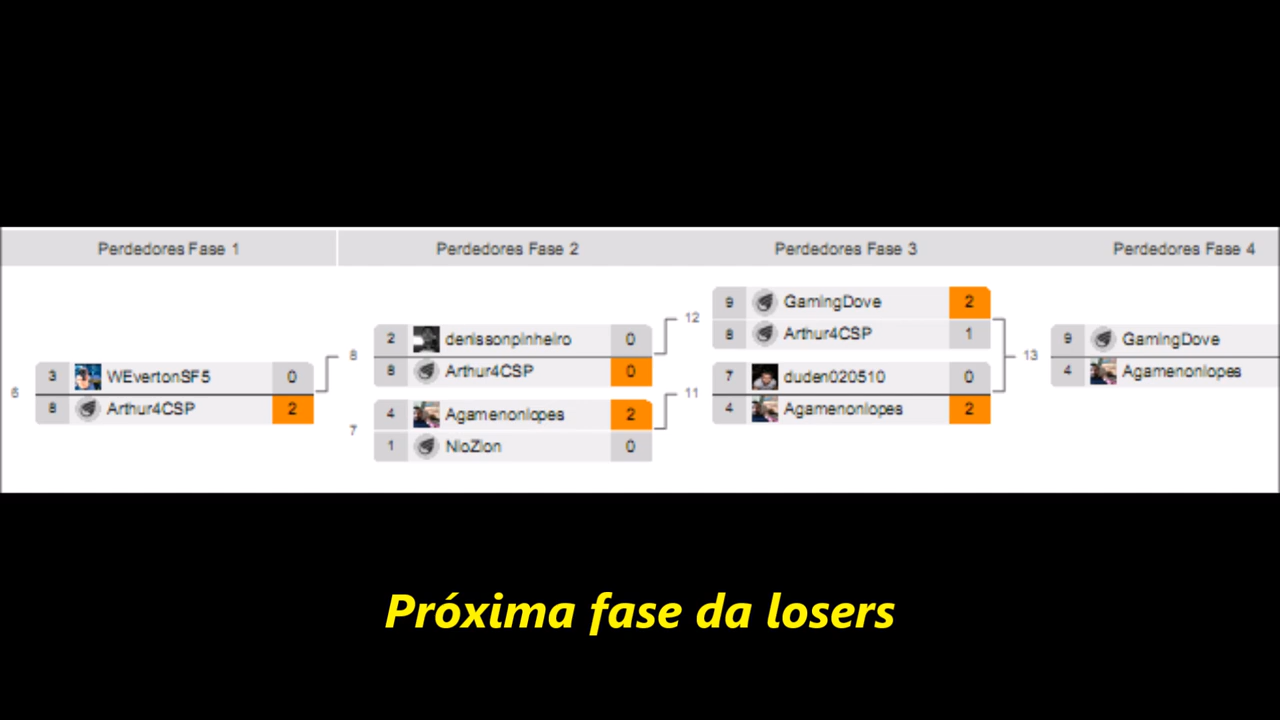 Perdedores Fase 1
Perdedores Fase 2
Perdedores Fase 3
Perdedores Fase 4
6
3 WEvertonSF5 0
8 Arthur4CSP 2
8
2 denissonpinheiro 0
8 Arthur4CSP 0
7
4 Agamenonlopes 2
1 NioZion 0
12
9 GamingDove 2
8 Arthur4CSP 1
11
7 duden020510 0
4 Agamenonlopes 2
13
9 GamingDove
4 Agamenonlopes
Próxima fase da losers